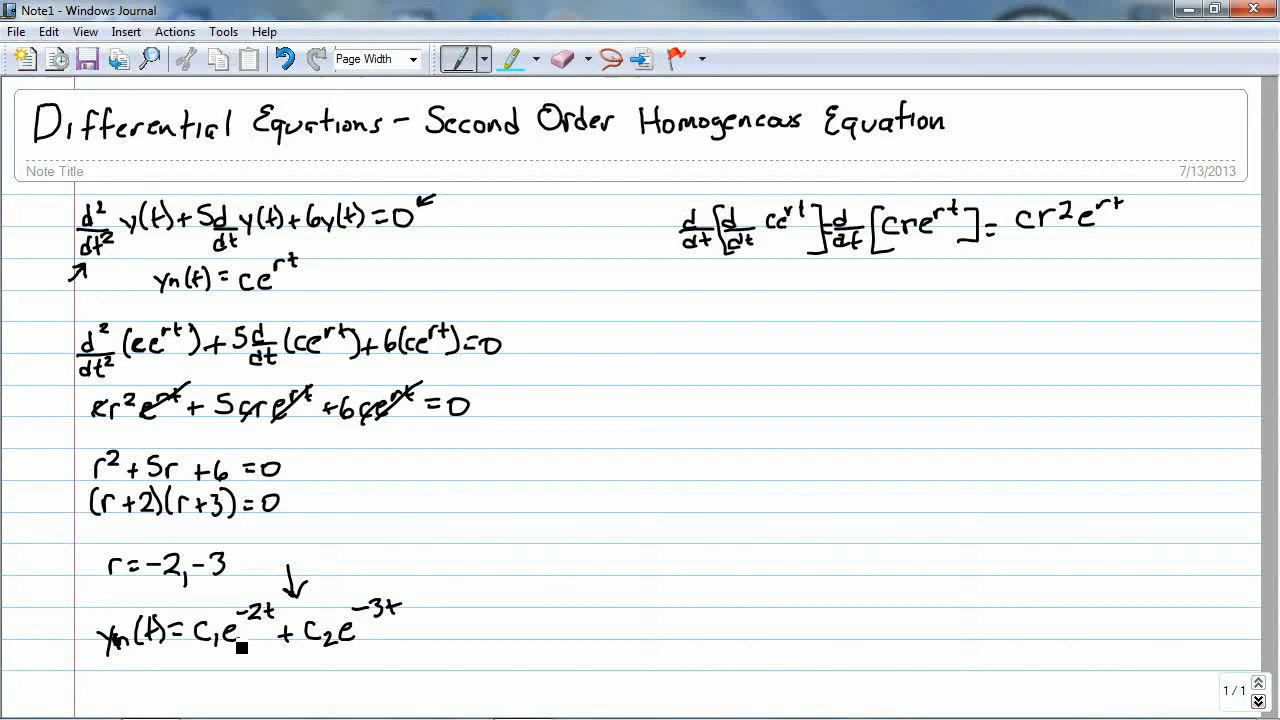 Note1 - Windows Journal
File Edit View Insert Actions Tools Help
Page Width
Differential Equations - Second Order Homogeneous Equation
Note Title
7/13/2013
d²/dt² y(t) + 5 d/dt y(t) + 6y(t) = 0
d/dt [d/dt ce^rt] = d/dt [cre^rt] = cr²e^rt
yn(t) = ce^rt
d²/dt² (ce^rt) + 5 d/dt (ce^rt) + 6(ce^rt) = 0
cr²e^rt + 5cre^rt + 6ce^rt = 0
r² + 5r + 6 = 0
(r + 2)(r + 3) = 0
r = -2, -3
yn(t) = c₁e^-2t + c₂e^-3t
1 / 1